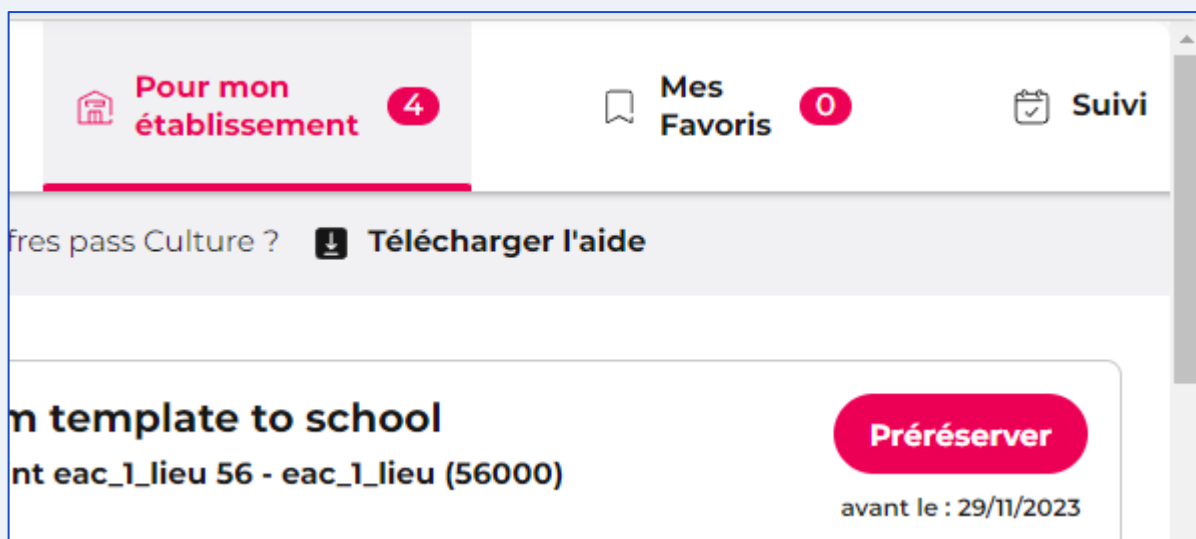 Pour mon
établissement 4
Mes
Favoris 0
Suivi
fres pass Culture ? Télécharger l'aide
m template to school
Préréserver
nt eac_1_lieu 56 - eac_1_lieu (56000)
avant le : 29/11/2023